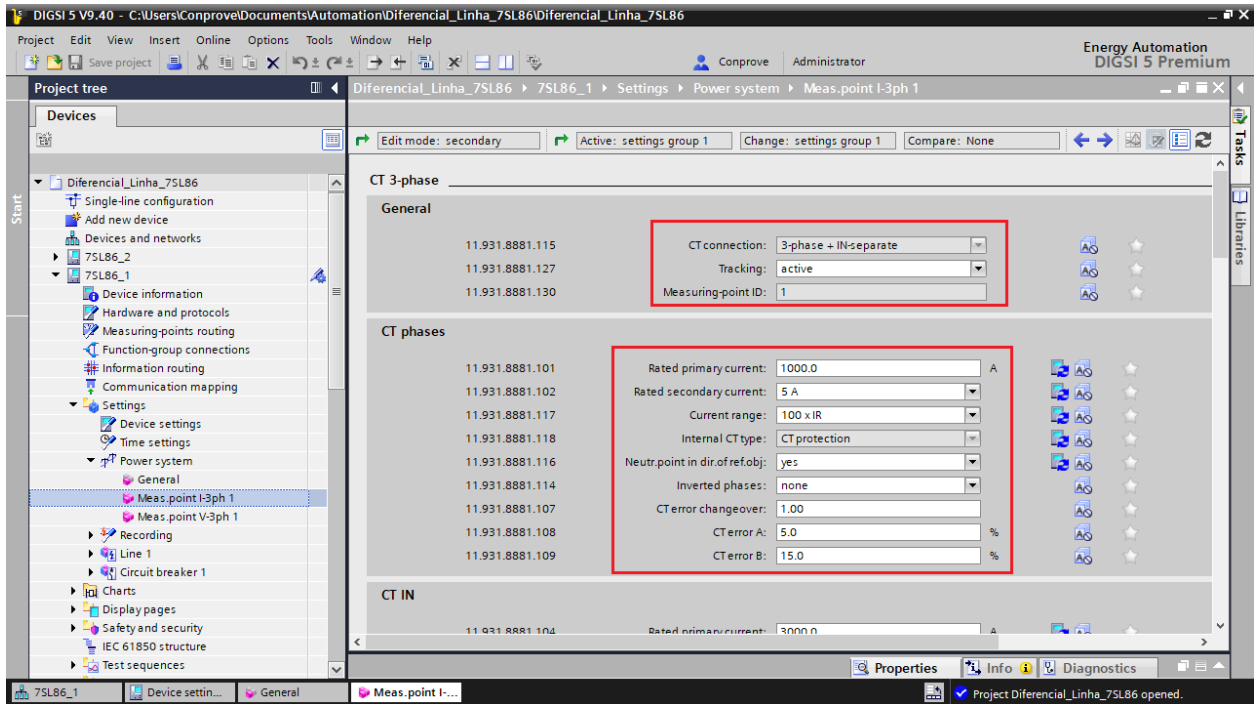 DIGSI 5 V9.40 - C:\Users\Conprove\Documents\Automation\Diferencial_Linha_7SL86\Diferencial_Linha_7SL86
Project Edit View Insert Online Options Tools Window Help
Save project
Conprove Administrator
Energy Automation
DIGSI 5 Premium
Project tree
Diferencial_Linha_7SL86 7SL86_1 Settings Power system Meas.point I-3ph 1
Devices
Start
Edit mode: secondary Active: settings group 1 Change: settings group 1 Compare: None
Tasks
Libraries
Diferencial_Linha_7SL86
Single-line configuration
Add new device
Devices and networks
7SL86_2
7SL86_1
Device information
Hardware and protocols
Measuring-points routing
Function-group connections
Information routing
Communication mapping
Settings
Device settings
Time settings
Power system
General
Meas.point I-3ph 1
Meas.point V-3ph 1
Recording
Line 1
Circuit breaker 1
Charts
Display pages
Safety and security
IEC 61850 structure
Test sequences
CT 3-phase
General
11.931.8881.115 CT connection: 3-phase + IN-separate
11.931.8881.127 Tracking: active
11.931.8881.130 Measuring-point ID: 1
CT phases
11.931.8881.101 Rated primary current: 1000.0 A
11.931.8881.102 Rated secondary current: 5 A
11.931.8881.117 Current range: 100 x IR
11.931.8881.118 Internal CT type: CT protection
11.931.8881.116 Neutr.point in dir.of ref.obj: yes
11.931.8881.114 Inverted phases: none
11.931.8881.107 CT error changeover: 1.00
11.931.8881.108 CT error A: 5.0 %
11.931.8881.109 CT error B: 15.0 %
CT IN
11.931.8881.104 Rated primary current: 3000.0 A
Properties Info Diagnostics
7SL86_1 Device settin... General Meas.point I-... Project Diferencial_Linha_7SL86 opened.